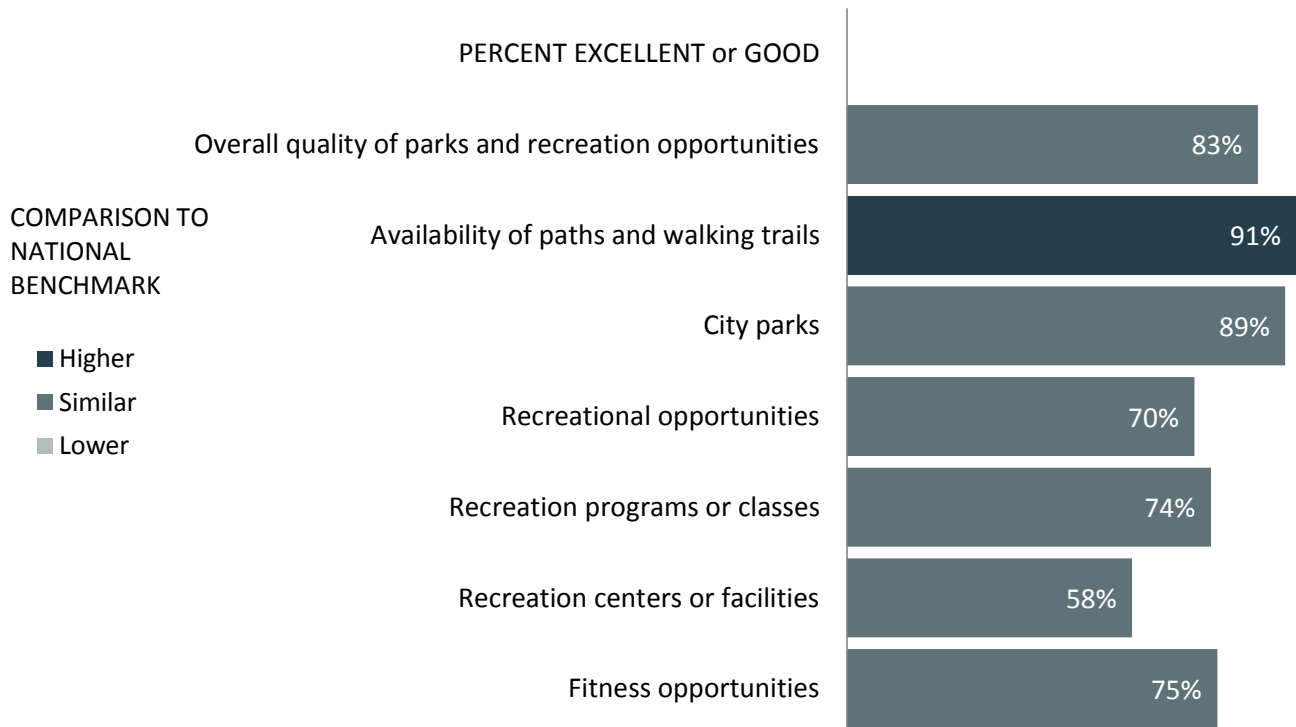 PERCENT EXCELLENT or GOOD
Overall quality of parks and recreation opportunities 83%
COMPARISON TO
NATIONAL
BENCHMARK
Higher
Similar
Lower
Availability of paths and walking trails 91%
City parks 89%
Recreational opportunities 70%
Recreation programs or classes 74%
Recreation centers or facilities 58%
Fitness opportunities 75%